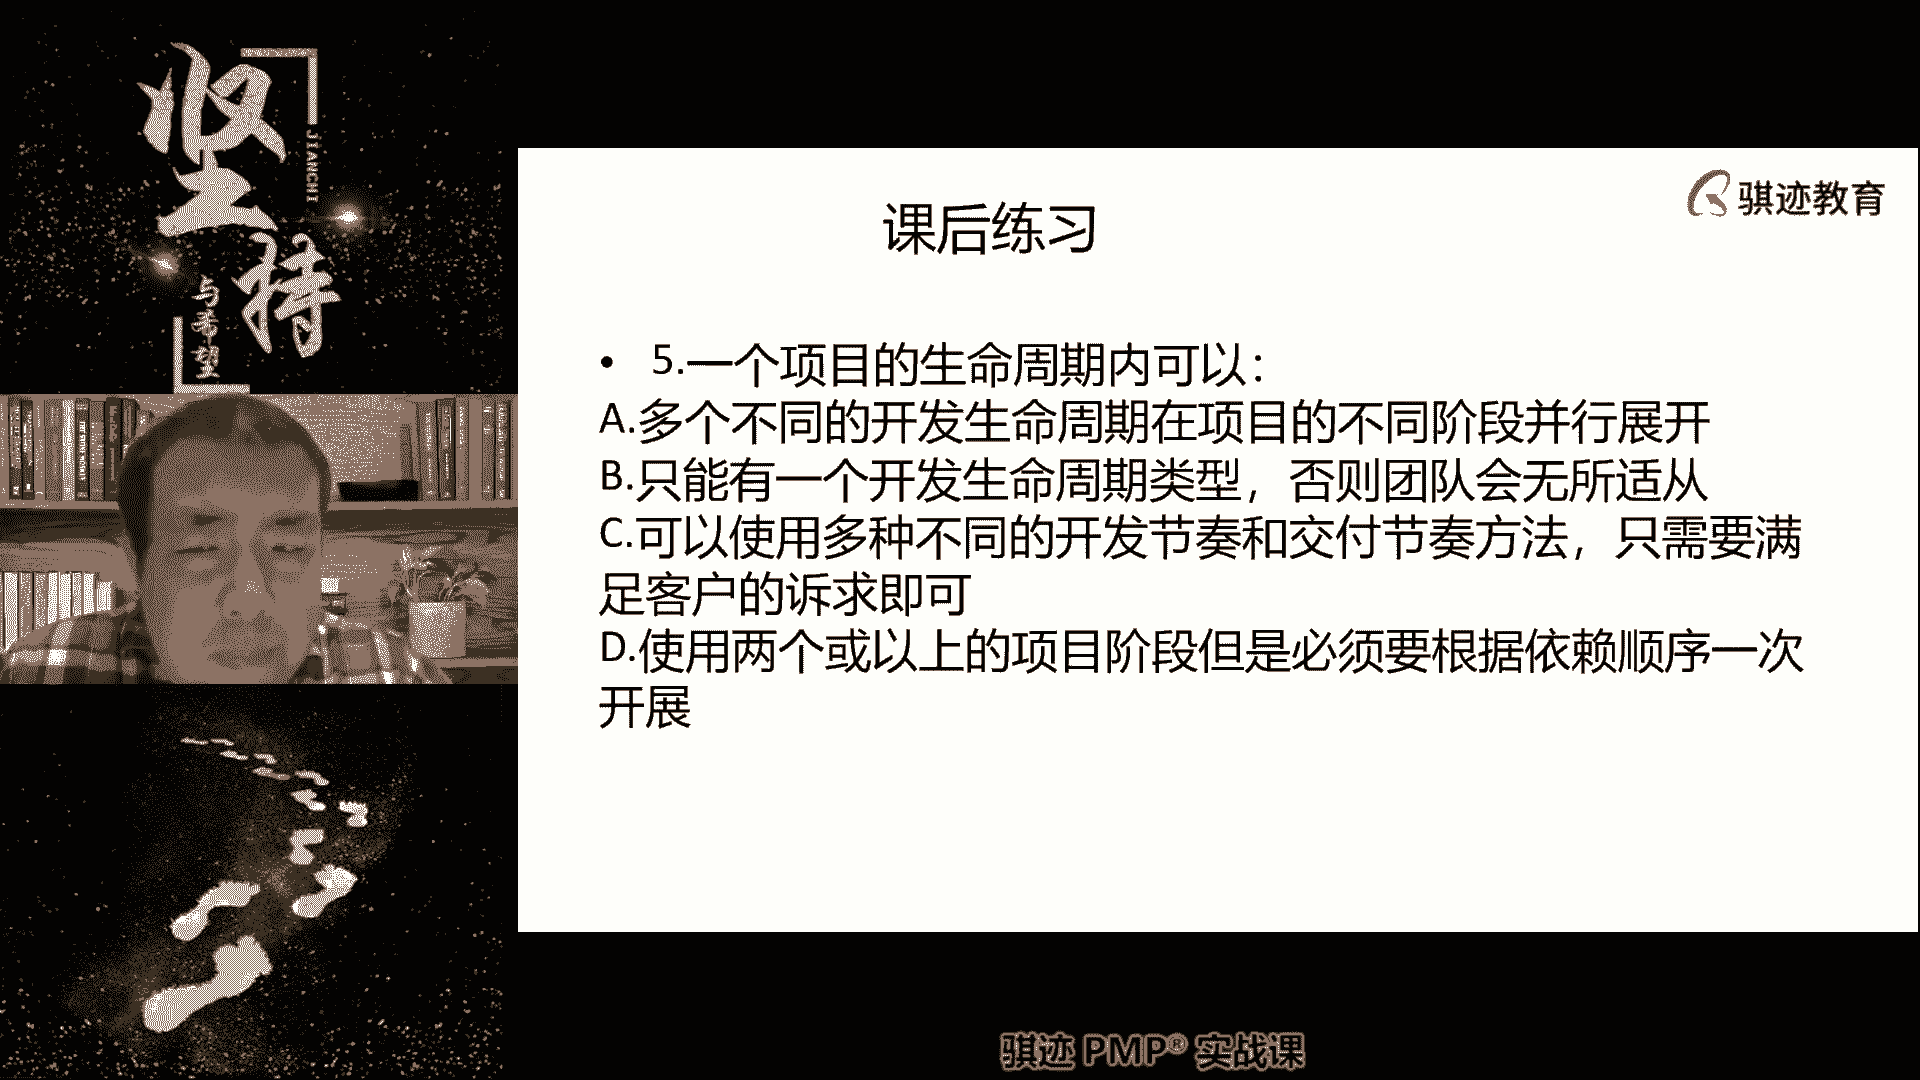 坚持
JIANCHI
与希望
骐迹教育
课后练习
• 5.一个项目的生命周期内可以：
A.多个不同的开发生命周期在项目的不同阶段并行展开
B.只能有一个开发生命周期类型，否则团队会无所适从
C.可以使用多种不同的开发节奏和交付节奏方法，只需要满
足客户的诉求即可
D.使用两个或以上的项目阶段但是必须要根据依赖顺序一次
开展
骐迹 PMP® 实战课